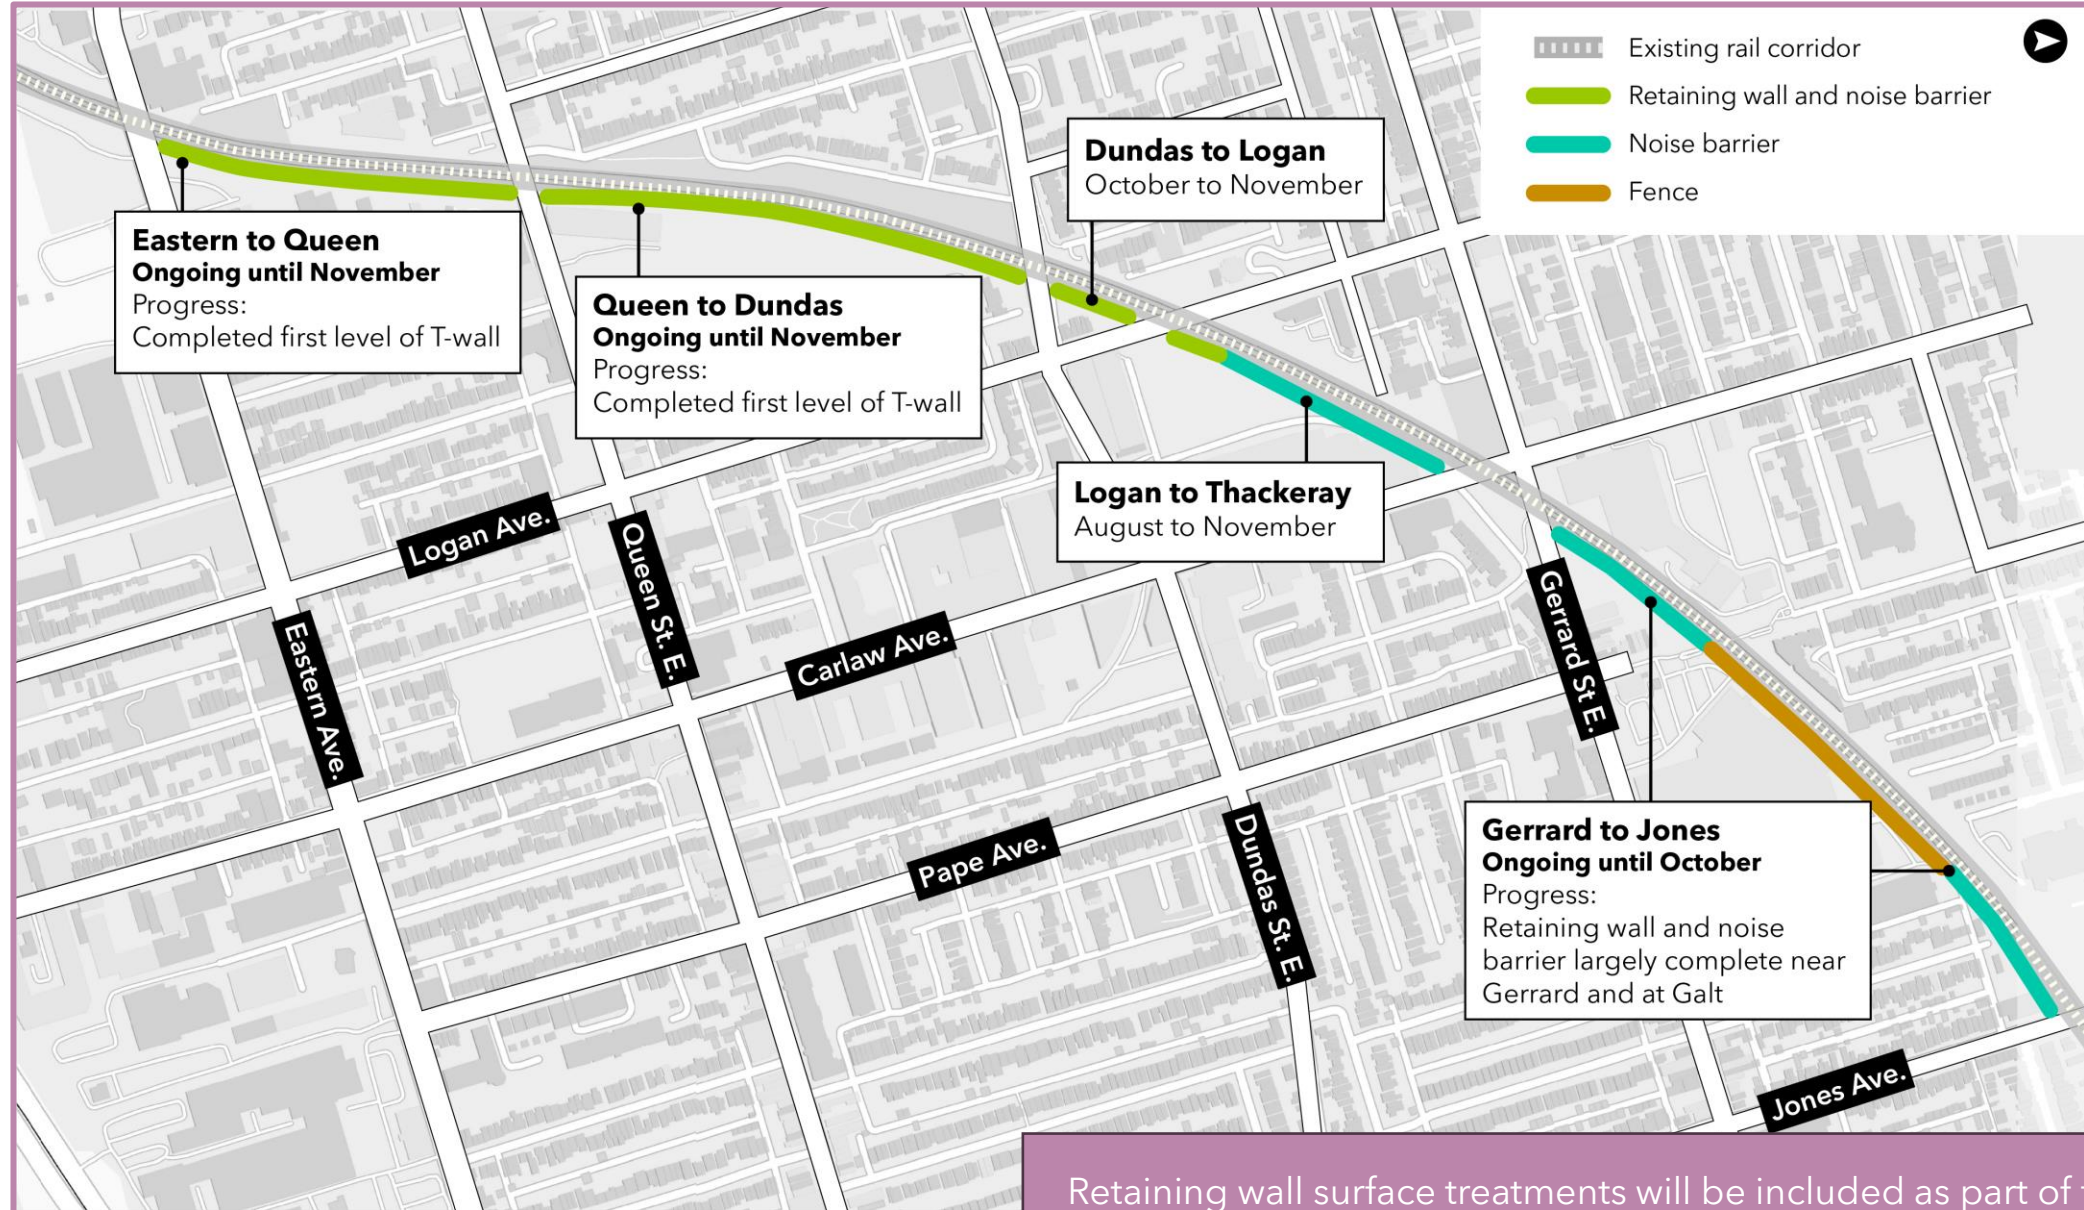 Existing rail corridor
Retaining wall and noise barrier
Noise barrier
Fence
Dundas to Logan
October to November
Eastern to Queen
Ongoing until November
Progress:
Completed first level of T-wall
Queen to Dundas
Ongoing until November
Progress:
Completed first level of T-wall
Logan to Thackeray
August to November
Logan Ave.
Queen St. E.
Eastern Ave.
Carlaw Ave.
Gerrard St E.
Pape Ave.
Dundas St. E.
Gerrard to Jones
Ongoing until October
Progress:
Retaining wall and noise
barrier largely complete near
Gerrard and at Galt
Jones Ave.
Retaining wall surface treatments will be included as part of